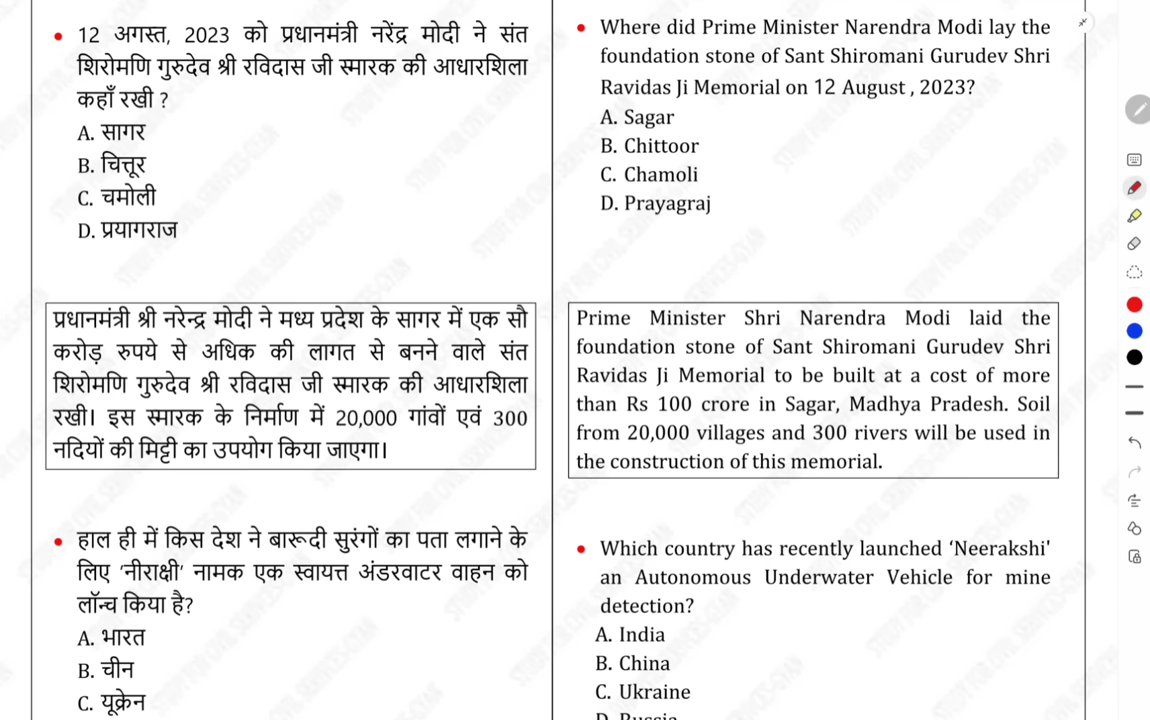 • 12 अगस्त, 2023 को प्रधानमंत्री नरेंद्र मोदी ने संत
शिरोमणि गुरुदेव श्री रविदास जी स्मारक की आधारशिला
कहाँ रखी ?
A. सागर
B. चित्तूर
C. चमोली
D. प्रयागराज
प्रधानमंत्री श्री नरेन्द्र मोदी ने मध्य प्रदेश के सागर में एक सौ
करोड़ रुपये से अधिक की लागत से बनने वाले संत
शिरोमणि गुरुदेव श्री रविदास जी स्मारक की आधारशिला
रखी। इस स्मारक के निर्माण में 20,000 गांवों एवं 300
नदियों की मिट्टी का उपयोग किया जाएगा।
• हाल ही में किस देश ने बारूदी सुरंगों का पता लगाने के
लिए 'नीराक्षी' नामक एक स्वायत्त अंडरवाटर वाहन को
लॉन्च किया है?
A. भारत
B. चीन
C. यूक्रेन
• Where did Prime Minister Narendra Modi lay the
foundation stone of Sant Shiromani Gurudev Shri
Ravidas Ji Memorial on 12 August , 2023?
A. Sagar
B. Chittoor
C. Chamoli
D. Prayagraj
Prime Minister Shri Narendra Modi laid the
foundation stone of Sant Shiromani Gurudev Shri
Ravidas Ji Memorial to be built at a cost of more
than Rs 100 crore in Sagar, Madhya Pradesh. Soil
from 20,000 villages and 300 rivers will be used in
the construction of this memorial.
• Which country has recently launched ‘Neerakshi'
an Autonomous Underwater Vehicle for mine
detection?
A. India
B. China
C. Ukraine
D. Russia